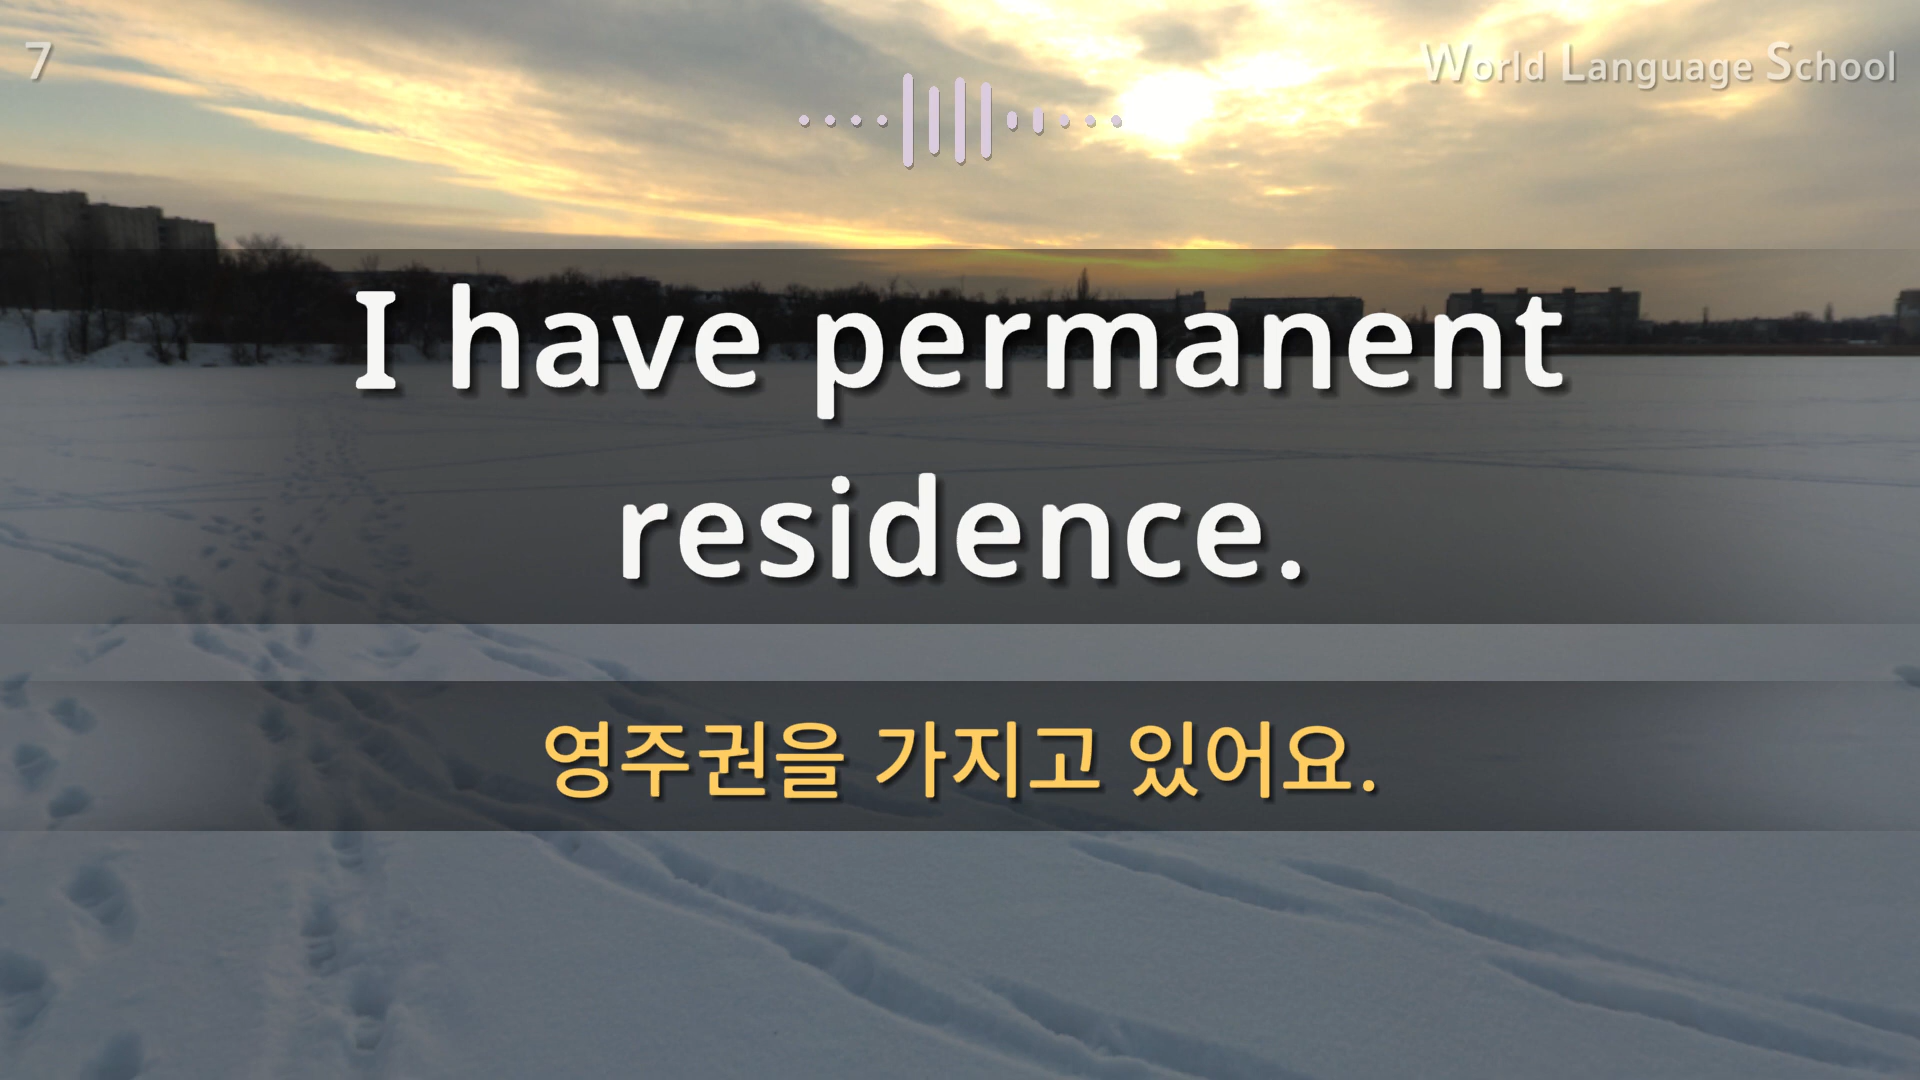 7
World Language School
I have permanent
residence.
영주권을 가지고 있어요.